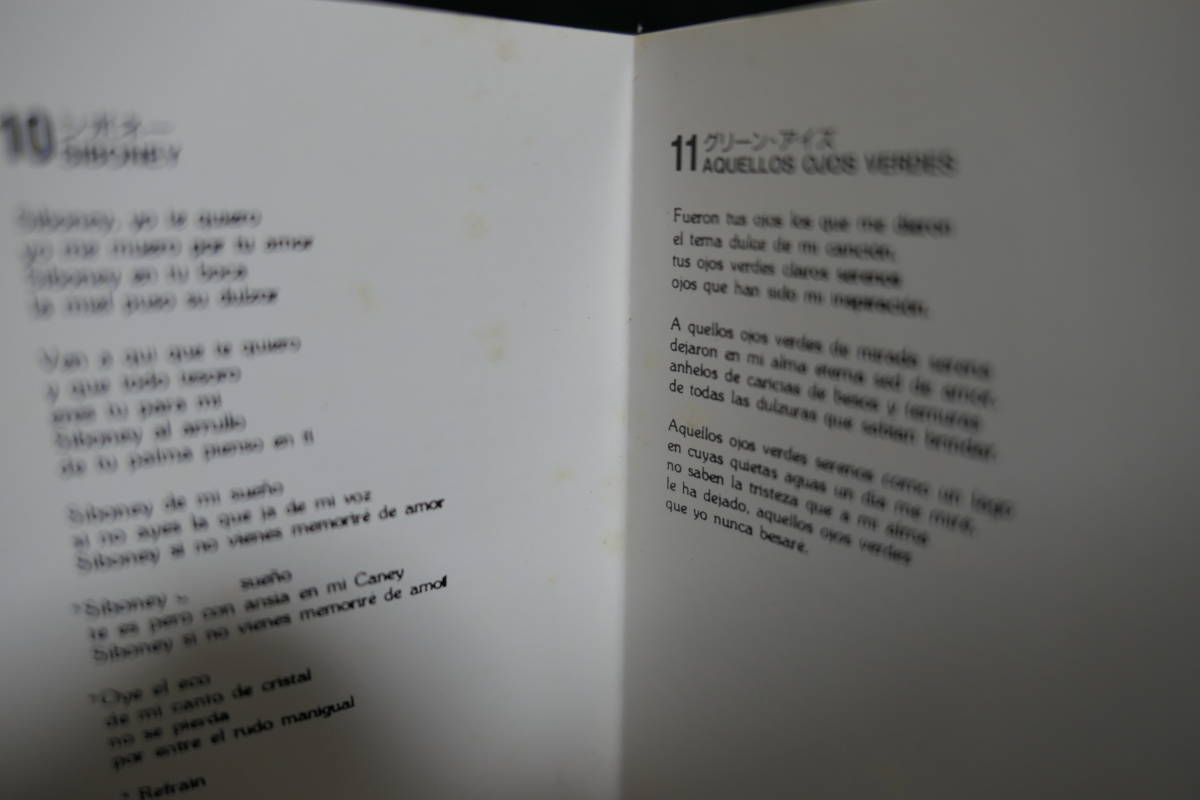 10 シボネー
SIBONEY
Siboney, yo te quiero
yo me muero por tu amor
Siboney en tu boca
la miel puso su dulzor
Ven a qui que te quiero
y que todo tesoro
eres tu para mi
Siboney al arrullo
de tu palma pienso en ti
Siboney de mi sueño
si no ayes la que ja de mi voz
Siboney si no vienes memoriré de amor
*Siboney sueño
te es pero con ansia en mi Caney
Siboney si no vienes memoriré de amor
*Oye el eco
de mi canto de cristal
no se pierda
por entre el rudo manigual
* Refrain
11 グリーン・アイズ
AQUELLOS OJOS VERDES
Fueron tus ojos los que me dieron
el tema dulce de mi canción,
tus ojos verdes claros serenos
ojos que han sido mi inspiración.
A quellos ojos verdes de mirada serena
dejaron en mi alma eterna sed de amor,
anhelos de caricias de besos y ternuras
de todas las dulzuras que sabian brindar.
Aquellos ojos verdes serenos como un lago
en cuyas quietas aguas un dia me miré,
no saben la tristeza que a mi alma
le ha dejado, aquellos ojos verdes
que yo nunca besaré.